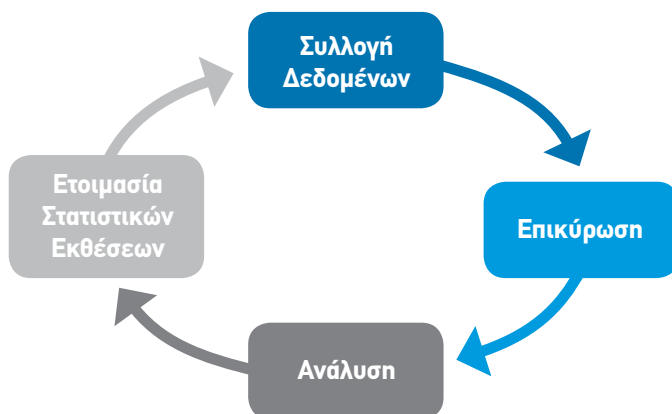 Συλλογή
Δεδομένων
Επικύρωση
Ανάλυση
Ετοιμασία
Στατιστικών
Εκθέσεων